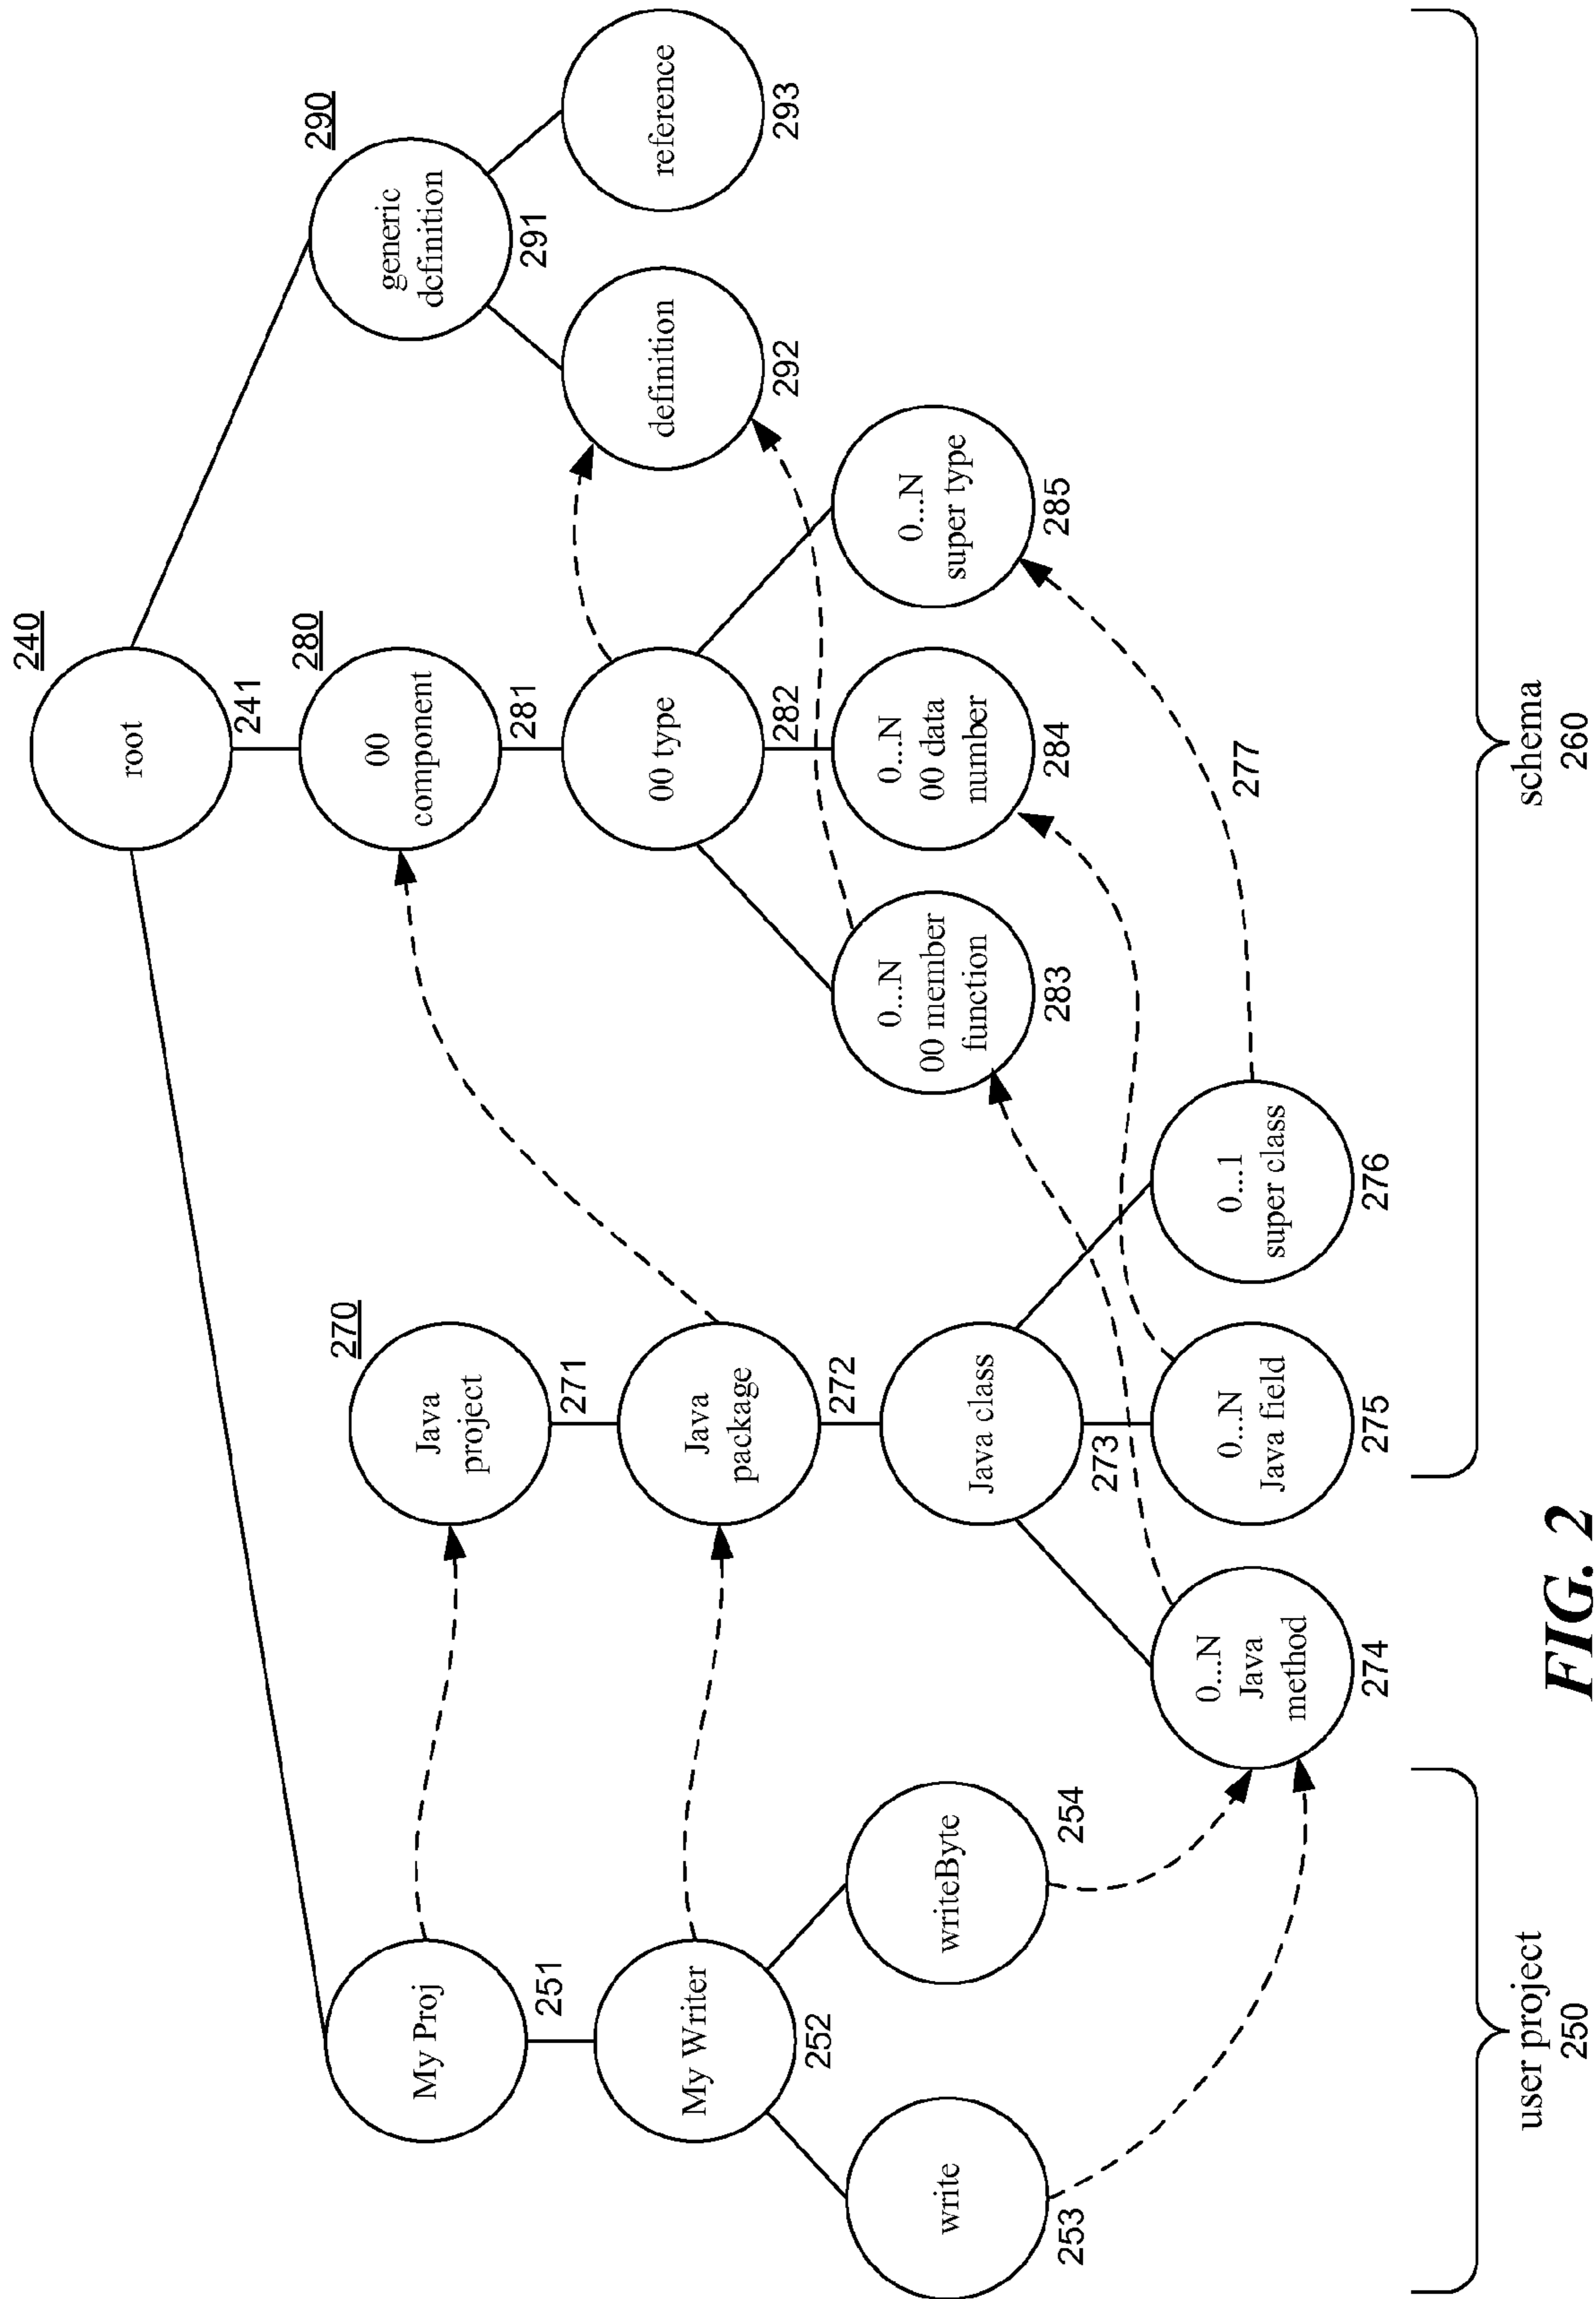 240
root
241
290
generic
dcfinition
291
280
00
component
281
definition
292
reference
293
270
Java
project
271
00 type
282
My Proj
251
Java
package
272
0...N
00 member
function
283
0...N
00 data
number
284
0...N
super type
285
My Writer
252
Java class
273
277
write
253
writeByte
254
0...N
Java
method
274
0...N
Java field
275
0...1
super class
276
user project
250
schema
260
FIG. 2